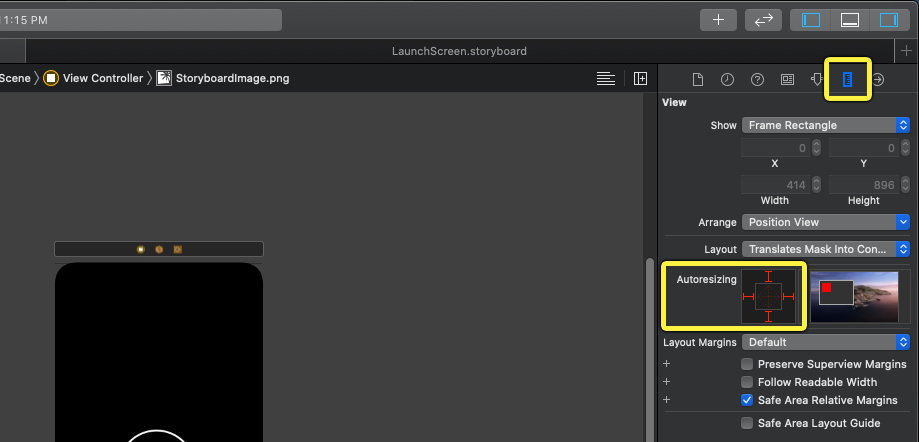 1:15 PM
LaunchScreen.storyboard
Scene
View Controller
StoryboardImage.png
View
Show
Frame Rectangle
0
0
X
Y
414
896
Width
Height
Arrange
Position View
Layout
Translates Mask Into Con...
Autoresizing
Layout Margins
Default
Preserve Superview Margins
Follow Readable Width
Safe Area Relative Margins
Safe Area Layout Guide